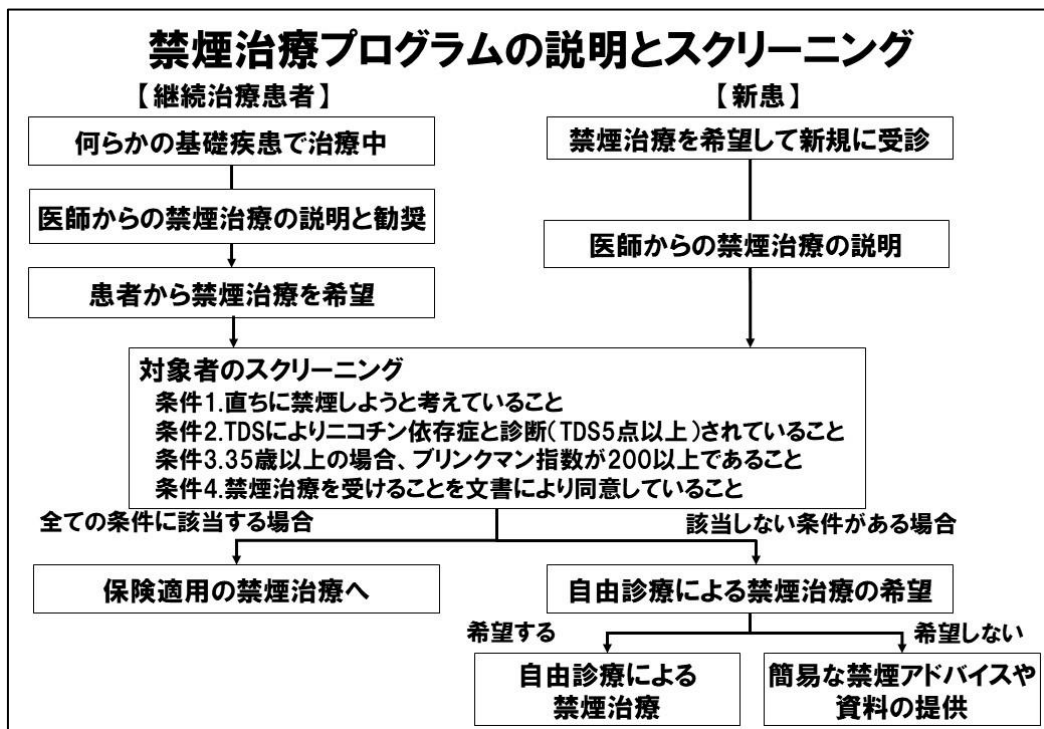 禁煙治療プログラムの説明とスクリーニング
【継続治療患者】
何らかの基礎疾患で治療中
医師からの禁煙治療の説明と勧奨
患者から禁煙治療を希望
【新患】
禁煙治療を希望して新規に受診
医師からの禁煙治療の説明
対象者のスクリーニング
条件1.直ちに禁煙しようと考えていること
条件2.TDSによりニコチン依存症と診断(TDS5点以上)されていること
条件3.35歳以上の場合、ブリンクマン指数が200以上であること
条件4.禁煙治療を受けることを文書により同意していること
全ての条件に該当する場合
該当しない条件がある場合
保険適用の禁煙治療へ
自由診療による禁煙治療の希望
希望する
希望しない
自由診療による
禁煙治療
簡易な禁煙アドバイスや
資料の提供